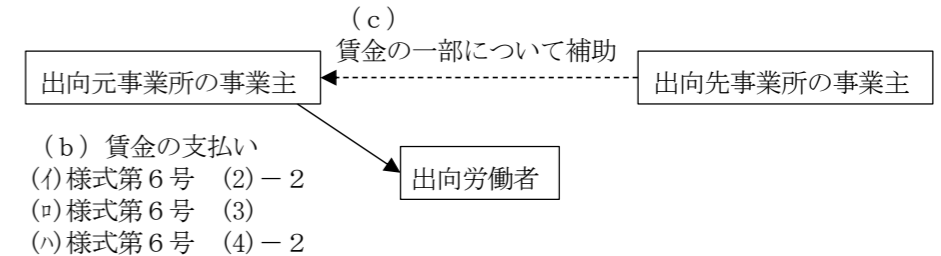 （ｃ）
賃金の一部について補助
出向元事業所の事業主
出向先事業所の事業主
（ｂ）賃金の支払い
(ｲ)様式第６号　(2)－２
(ﾛ)様式第６号　(3)
(ﾊ)様式第６号　(4)－２
出向労働者